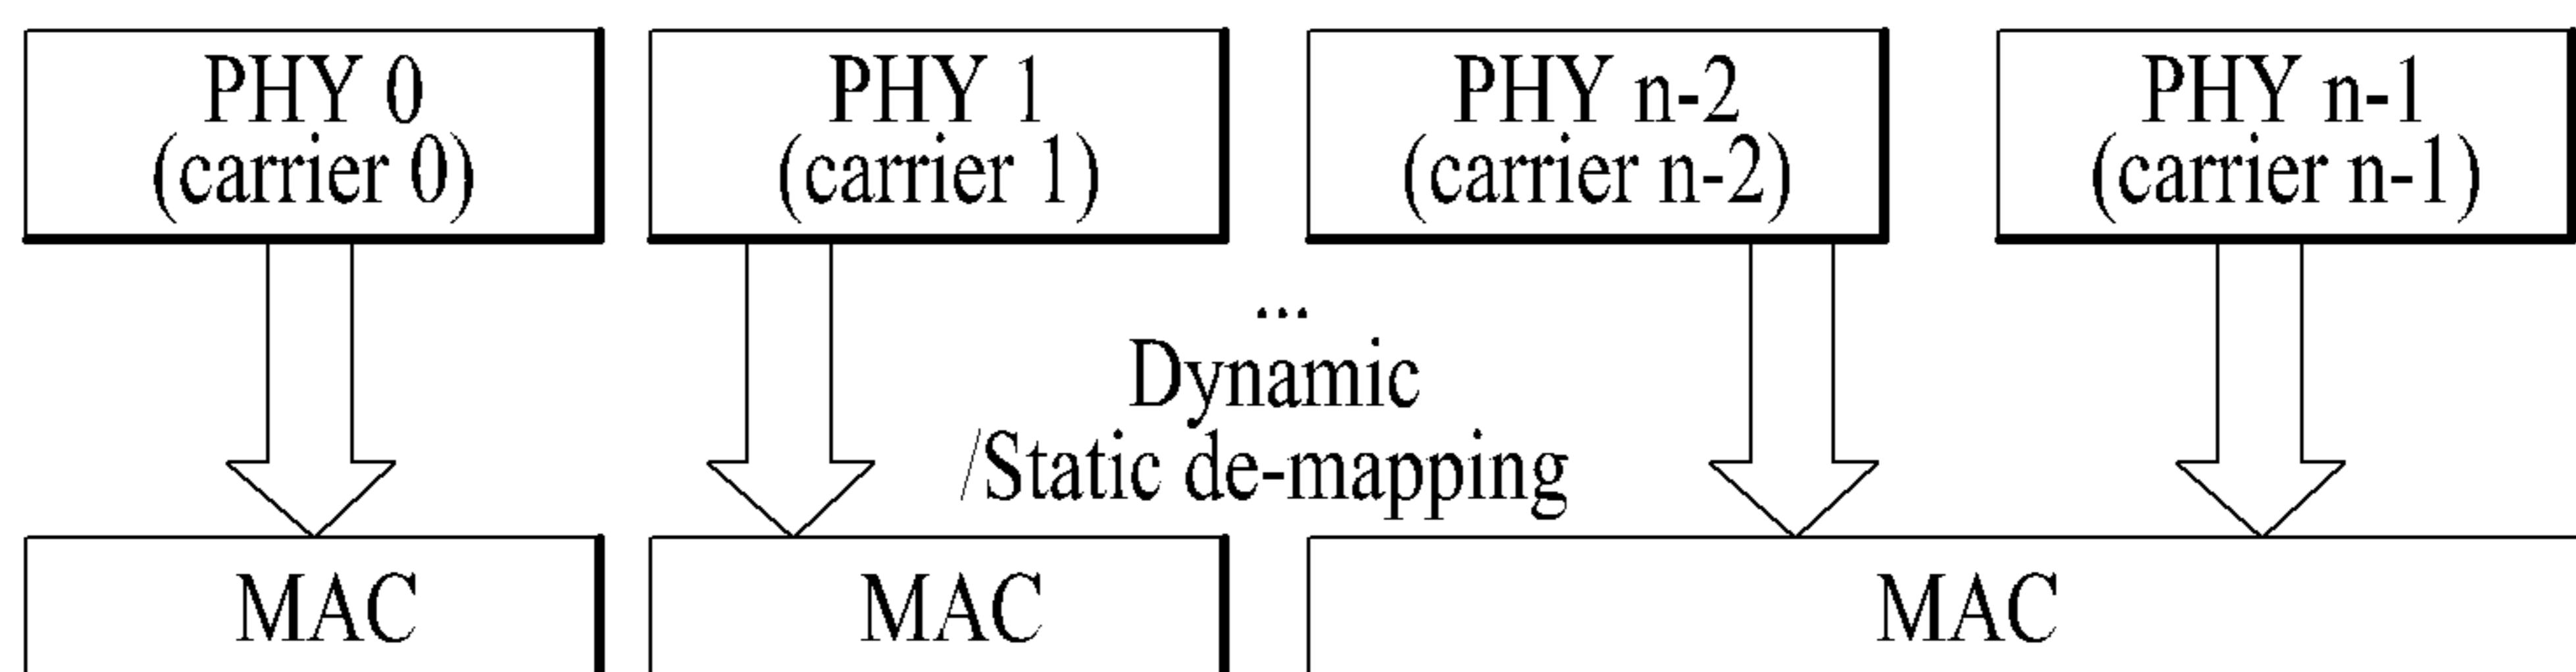 PHY 0
(carrier 0)
PHY 1
(carrier 1)
PHY n-2
(carrier n-2)
PHY n-1
(carrier n-1)
...
Dynamic
/Static de-mapping
MAC
MAC
MAC